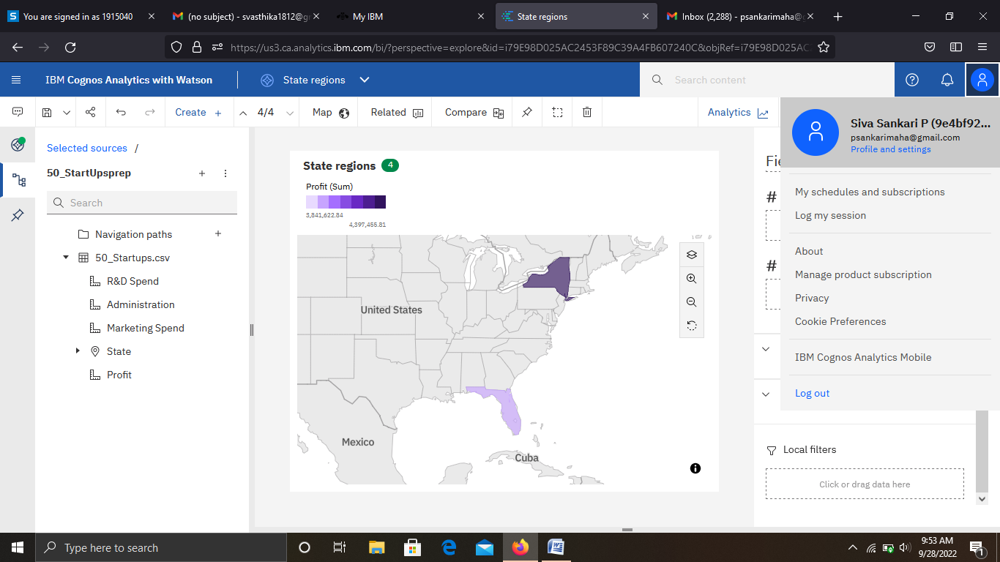 You are signed in as 1915040
(no subject) - svasthika1812@g
My IBM
State regions
Inbox (2,288) - psankarimaha@g
https://us3.ca.analytics.ibm.com/bi/?perspective=explore&id=i79E98D025AC2453F89C39A4FB607240C&objRef=i79E98D025AC
IBM Cognos Analytics with Watson
State regions
Search content
Create
4/4
Map
Related
Compare
Analytics
Fie
Siva Sankari P (9e4bf92...
psankarimaha@gmail.com
Profile and settings
My schedules and subscriptions
Log my session
About
Manage product subscription
Privacy
Cookie Preferences
IBM Cognos Analytics Mobile
Log out
Selected sources /
50_StartUpsprep
Search
Navigation paths
50_Startups.csv
R&D Spend
Administration
Marketing Spend
State
Profit
State regions 4
Profit (Sum)
3,841,622.84
4,397,455.81
United States
Mexico
Cuba
#
#
Local filters
Click or drag data here
Type here to search
9:53 AM
9/28/2022
1